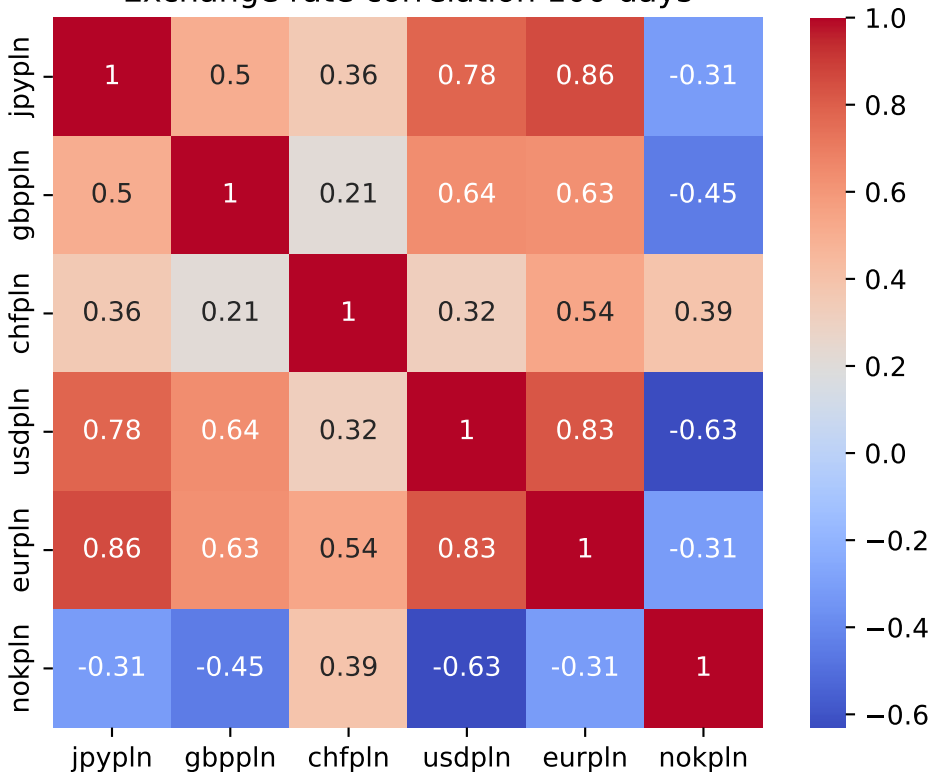 Exchange rate correlation 100 days
jpypln 1 0.5 0.36 0.78 0.86 -0.31
gbppln 0.5 1 0.21 0.64 0.63 -0.45
chfpln 0.36 0.21 1 0.32 0.54 0.39
usdpln 0.78 0.64 0.32 1 0.83 -0.63
eurpln 0.86 0.63 0.54 0.83 1 -0.31
nokpln -0.31 -0.45 0.39 -0.63 -0.31 1
jpypln gbppln chfpln usdpln eurpln nokpln
1.0
0.8
0.6
0.4
0.2
0.0
−0.2
−0.4
−0.6